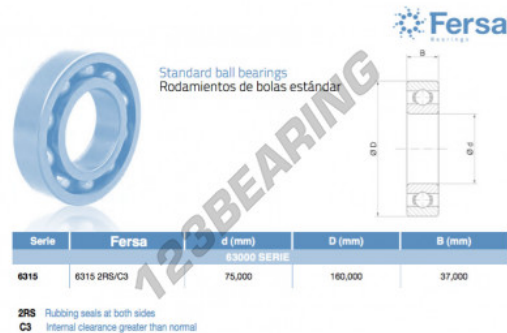 Fersa
Bearings
Standard ball bearings
Rodamientos de bolas estándar
B
Ø D
Ø d
123BEARING
Serie Fersa d (mm) D (mm) B (mm)
63000 SERIE
6315 6315 2RS/C3 75,000 160,000 37,000
2RS Rubbing seals at both sides
C3 Internal clearance greater than normal